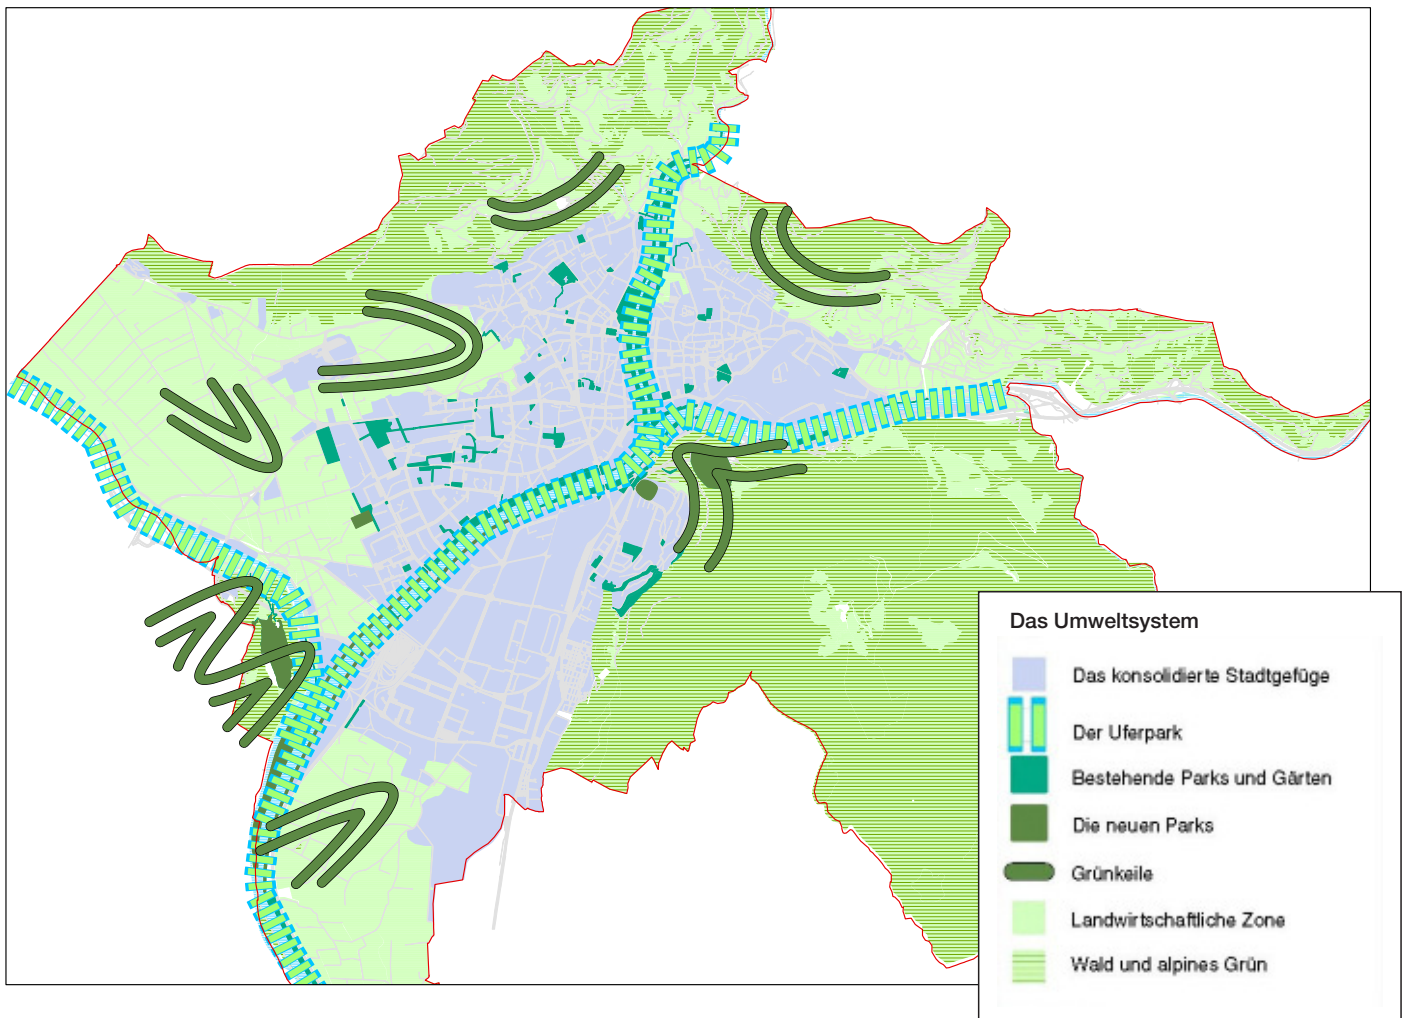 Das Umweltsystem
Das konsolidierte Stadtgefüge
Der Uferpark
Bestehende Parks und Gärten
Die neuen Parks
Grünkeile
Landwirtschaftliche Zone
Wald und alpines Grün